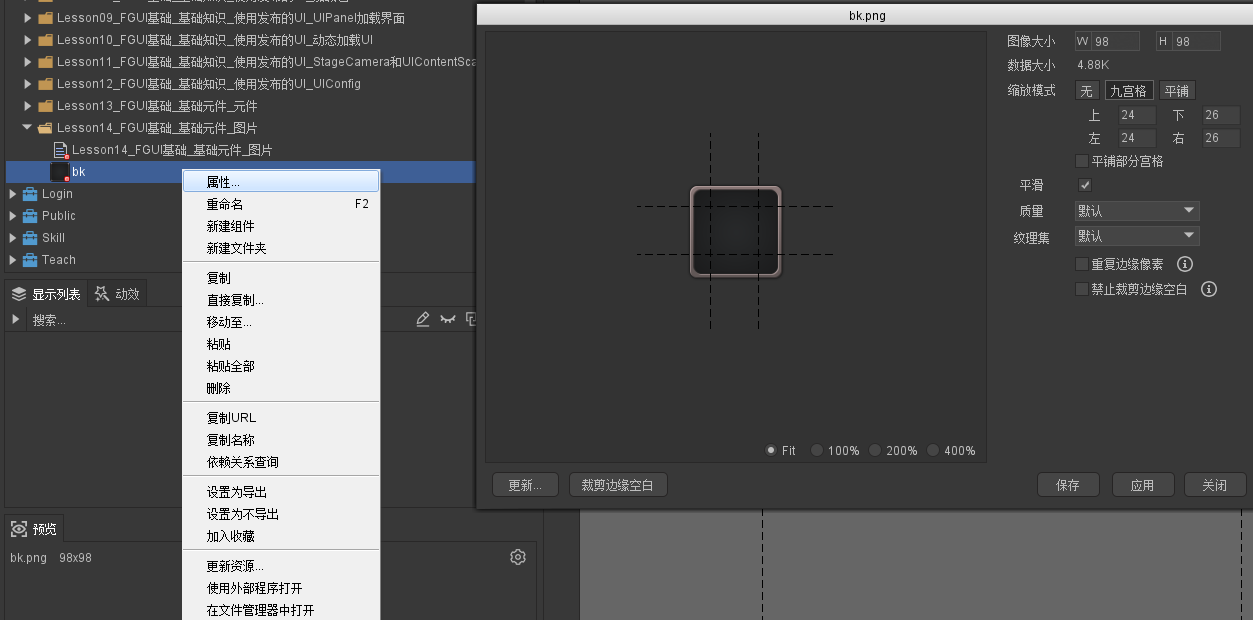 Lesson09_FGUI基础_基础知识_使用发布的UI_UIPanel加载界面
Lesson10_FGUI基础_基础知识_使用发布的UI_动态加载UI
Lesson11_FGUI基础_基础知识_使用发布的UI_StageCamera和UIContentSca
Lesson12_FGUI基础_基础知识_使用发布的UI_UIConfig
Lesson13_FGUI基础_基础元件_元件
Lesson14_FGUI基础_基础元件_图片
Lesson14_FGUI基础_基础元件_图片
bk
Login
Public
Skill
Teach
显示列表
动效
搜索...
预览
bk.png 98x98
属性...
重命名 F2
新建组件
新建文件夹
复制
直接复制...
移动至...
粘贴
粘贴全部
删除
复制URL
复制名称
依赖关系查询
设置为导出
设置为不导出
加入收藏
更新资源...
使用外部程序打开
在文件管理器中打开
bk.png
图像大小 W 98 H 98
数据大小 4.88K
缩放模式 无 九宫格 平铺
上 24 下 26
左 24 右 26
平铺部分宫格
平滑
质量 默认
纹理集 默认
重复边缘像素
禁止裁剪边缘空白
Fit 100% 200% 400%
更新... 裁剪边缘空白 保存 应用 关闭